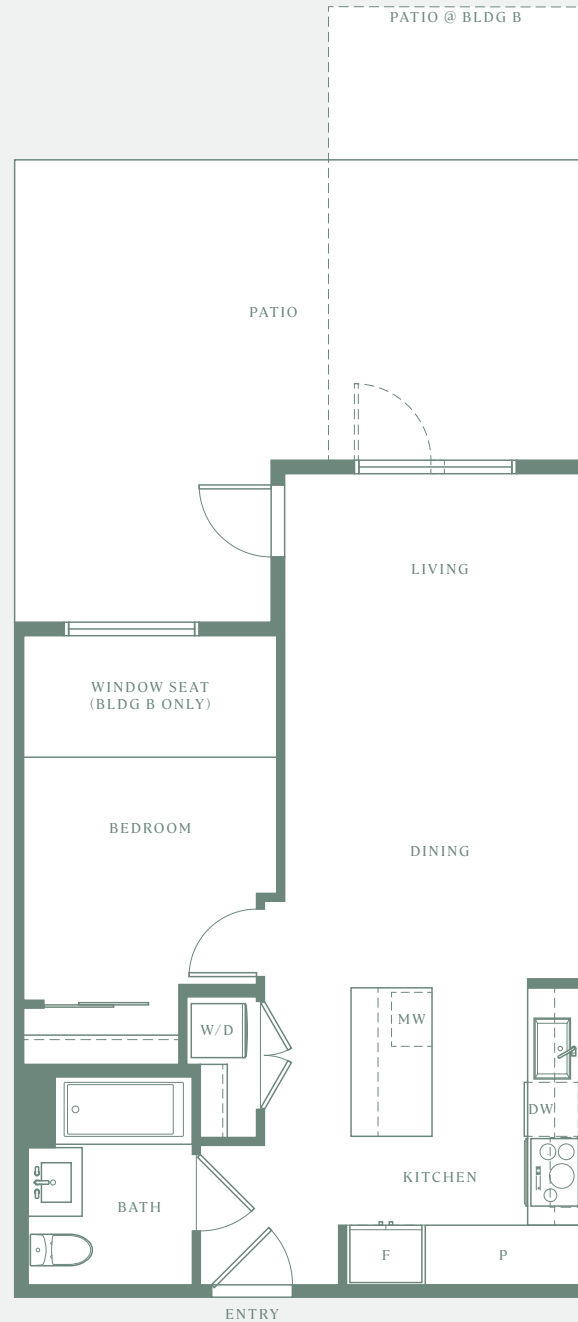 PATIO @ BLDG B
PATIO
LIVING
WINDOW SEAT
(BLDG B ONLY)
BEDROOM
DINING
MW
W/D
DW
KITCHEN
BATH
F
P
ENTRY